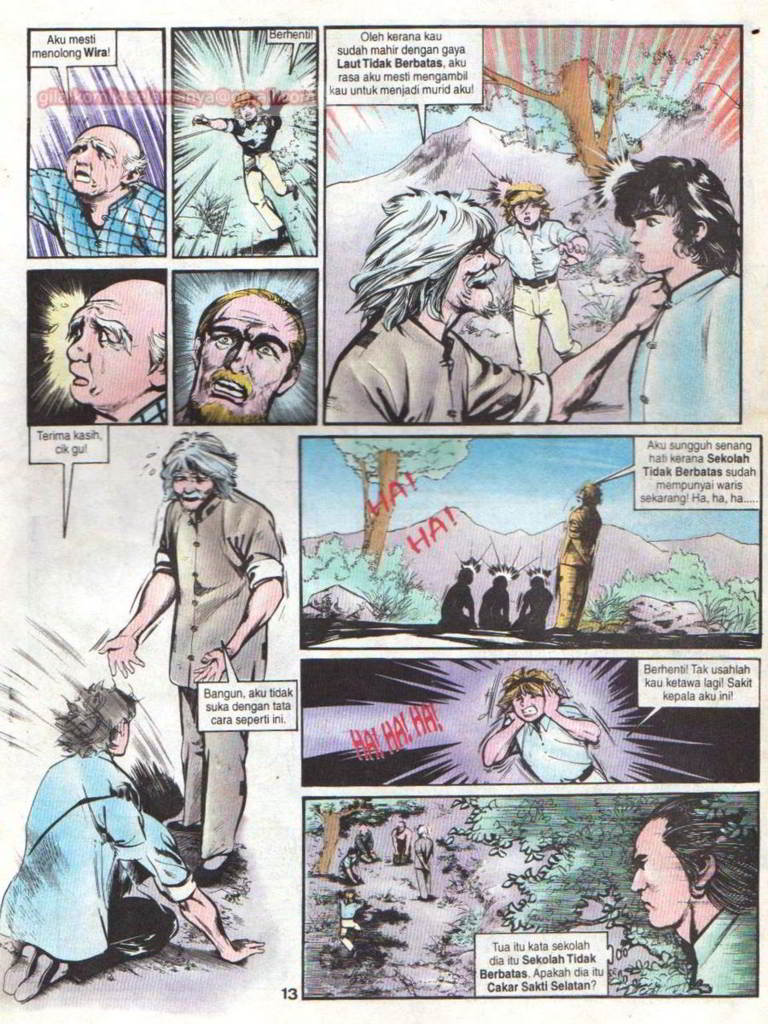 Aku mesti
menolong Wira!
Berhenti!
Oleh kerana kau
sudah mahir dengan gaya
Laut Tidak Berbatas, aku
rasa aku mesti mengambil
kau untuk menjadi murid aku!
Terima kasih,
cik gu!
Bangun, aku tidak
suka dengan tata
cara seperti ini.
Aku sungguh senang
hati kerana Sekolah
Tidak Berbatas sudah
mempunyai waris
sekarang! Ha, ha, ha.....
HA!
HA!
Berhenti! Tak usahlah
kau ketawa lagi! Sakit
kepala aku ini!
HA! HA! HA!
Tua itu kata sekolah
dia itu Sekolah Tidak
Berbatas. Apakah dia itu
Cakar Sakti Selatan?
13